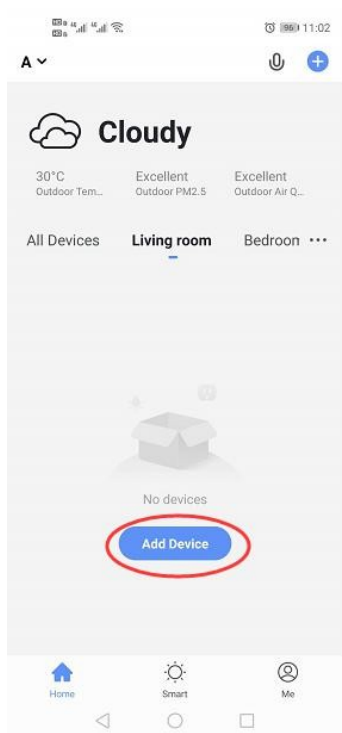 96 11:02
A
Cloudy
30°C Excellent Excellent
Outdoor Tem... Outdoor PM2.5 Outdoor Air Q...
All Devices Living room Bedroon ...
No devices
Add Device
Home Smart Me